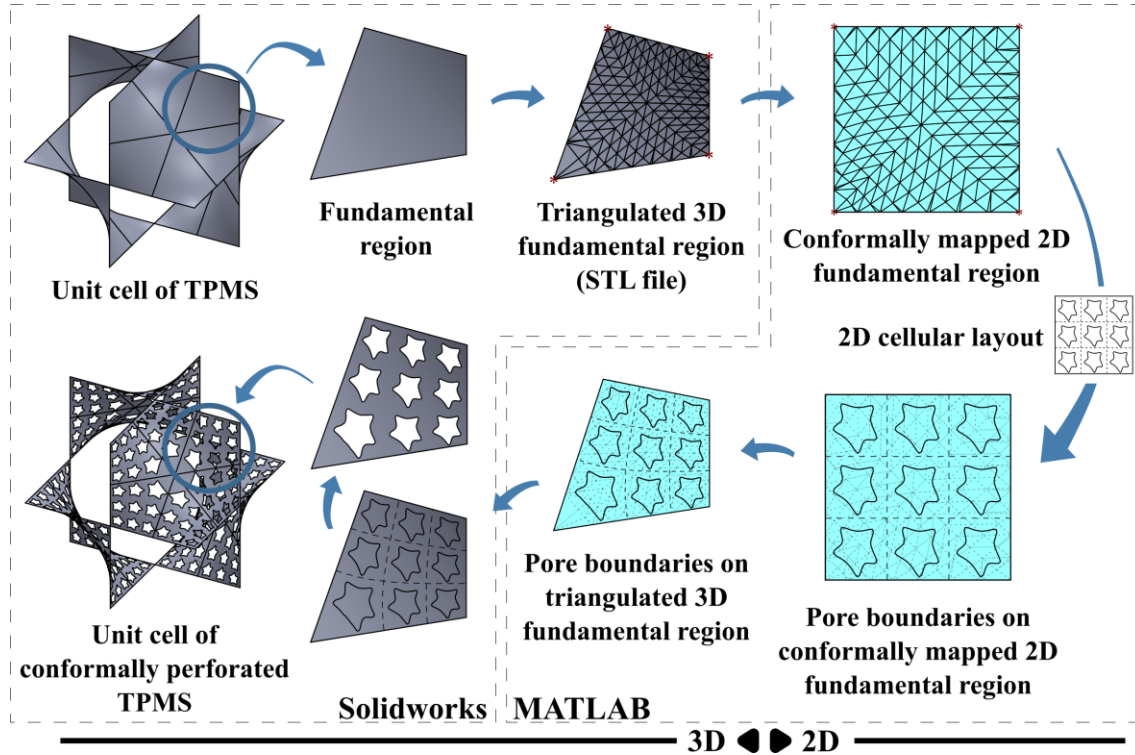 Unit cell of TPMS
Fundamental
region
Triangulated 3D
fundamental region
(STL file)
Conformally mapped 2D
fundamental region
2D cellular layout
Pore boundaries on
conformally mapped 2D
fundamental region
Pore boundaries on
triangulated 3D
fundamental region
Unit cell of
conformally perforated
TPMS
Solidworks
MATLAB
3D
2D